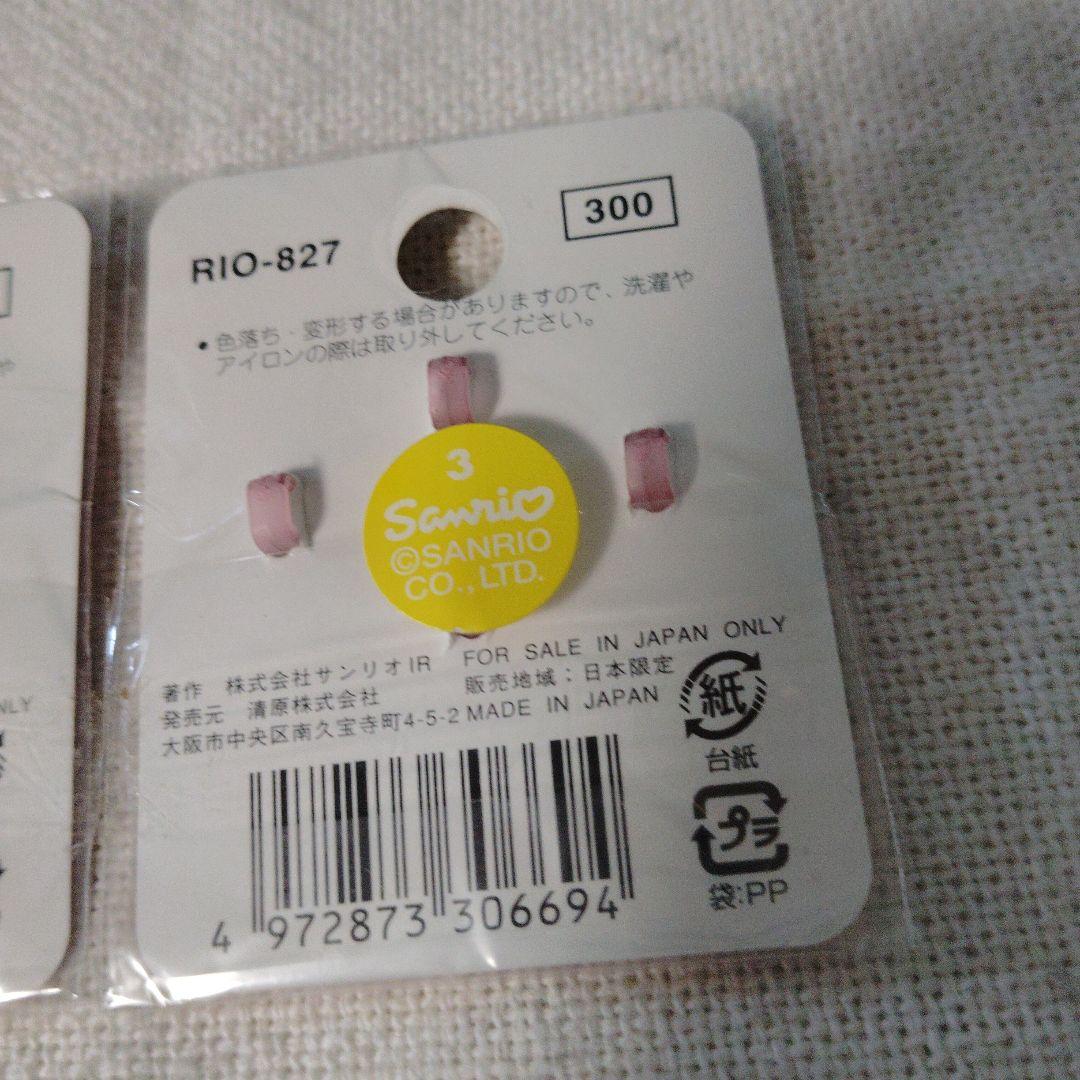 RIO-827
300
• 色落ち・変形する場合がありますので、洗濯や
アイロンの際は取り外してください。
3
Sanrio
©SANRIO
CO., LTD.
著作 株式会社サンリオIR
発売元 清原株式会社
大阪市中央区南久宝寺町4-5-2
FOR SALE IN JAPAN ONLY
販売地域：日本限定
MADE IN JAPAN
紙
台紙
プラ
袋:PP
4 972873 306694
NLY
や